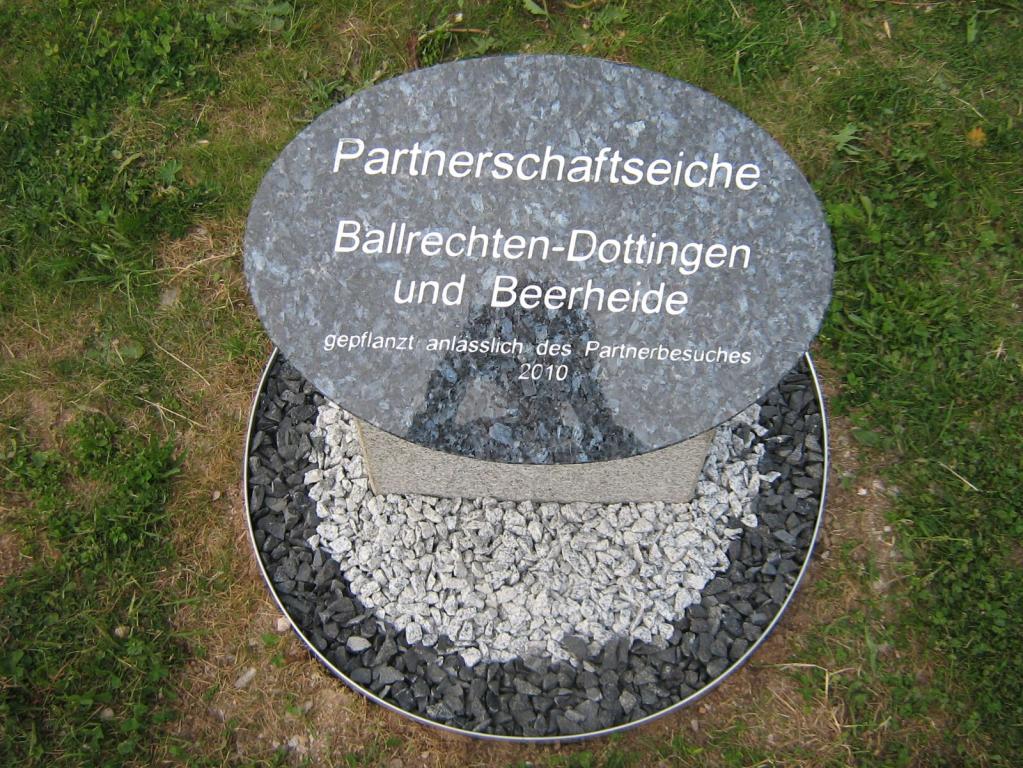 Partnerschaftseiche
Ballrechten-Dottingen
und Beerheide
gepflanzt anlässlich des Partnerbesuches
2010